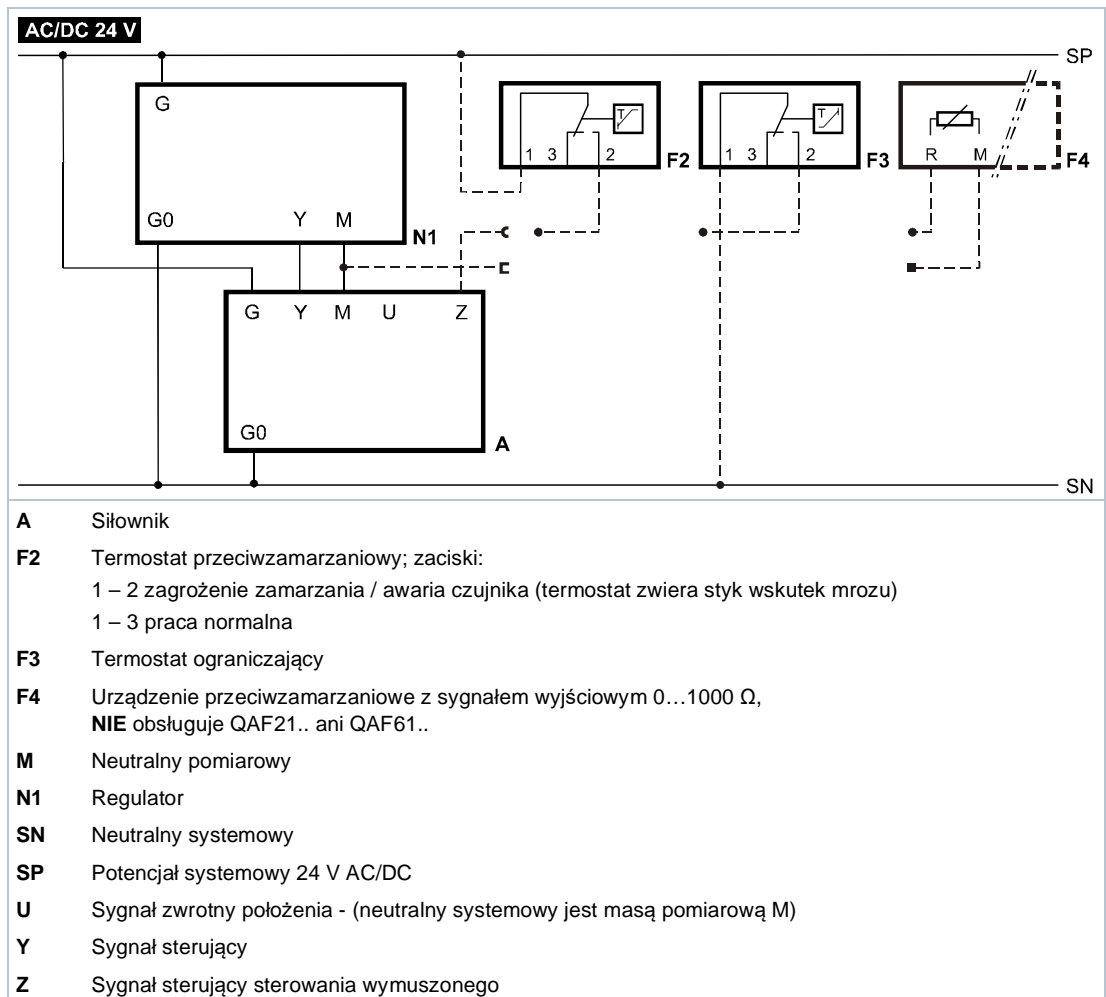 AC/DC 24 V
SP
G
G0 Y M
N1
1 3 2
F2
T
1 3 2
F3
T
R M
F4
G Y M U Z
G0
A
SN
A Siłownik
F2 Termostat przeciwzamarzaniowy; zaciski:
1 – 2 zagrożenie zamarzania / awaria czujnika (termostat zwiera styk wskutek mrozu)
1 – 3 praca normalna
F3 Termostat ograniczający
F4 Urządzenie przeciwzamarzaniowe z sygnałem wyjściowym 0…1000 Ω,
NIE obsługuje QAF21.. ani QAF61..
M Neutralny pomiarowy
N1 Regulator
SN Neutralny systemowy
SP Potencjał systemowy 24 V AC/DC
U Sygnał zwrotny położenia - (neutralny systemowy jest masą pomiarową M)
Y Sygnał sterujący
Z Sygnał sterujący sterowania wymuszonego